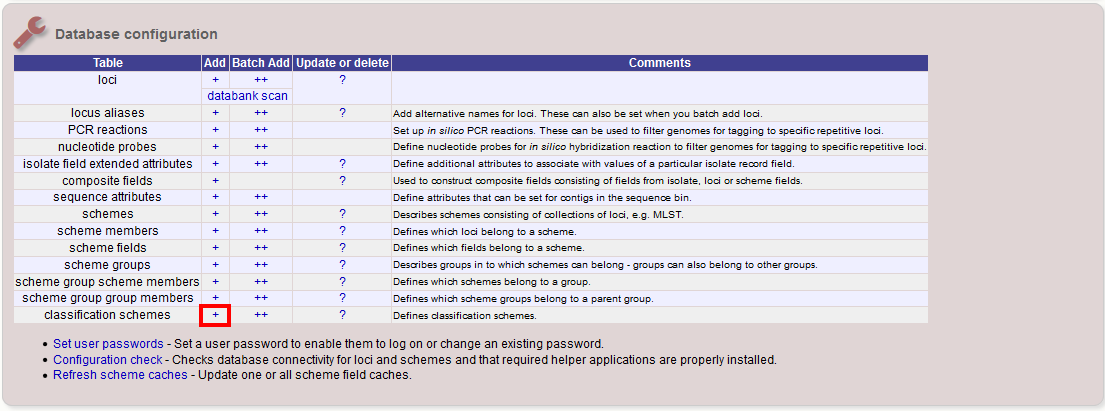 Database configuration
Table Add Batch Add Update or delete Comments
loci + ++ ?
databank scan
locus aliases + ++ ? Add alternative names for loci. These can also be set when you batch add loci.
PCR reactions + ++ Set up in silico PCR reactions. These can be used to filter genomes for tagging to specific repetitive loci.
nucleotide probes + ++ Define nucleotide probes for in silico hybridization reaction to filter genomes for tagging to specific repetitive loci.
isolate field extended attributes + ++ ? Define additional attributes to associate with values of a particular isolate record field.
composite fields + ? Used to construct composite fields consisting of fields from isolate, loci or scheme fields.
sequence attributes + ++ Define attributes that can be set for contigs in the sequence bin.
schemes + ++ ? Describes schemes consisting of collections of loci, e.g. MLST.
scheme members + ++ ? Defines which loci belong to a scheme.
scheme fields + ++ ? Defines which fields belong to a scheme.
scheme groups + ++ ? Describes groups in to which schemes can belong - groups can also belong to other groups.
scheme group scheme members + ++ ? Defines which schemes belong to a group.
scheme group group members + ++ ? Defines which scheme groups belong to a parent group.
classification schemes + ++ ? Defines classification schemes.
• Set user passwords - Set a user password to enable them to log on or change an existing password.
• Configuration check - Checks database connectivity for loci and schemes and that required helper applications are properly installed.
• Refresh scheme caches - Update one or all scheme field caches.